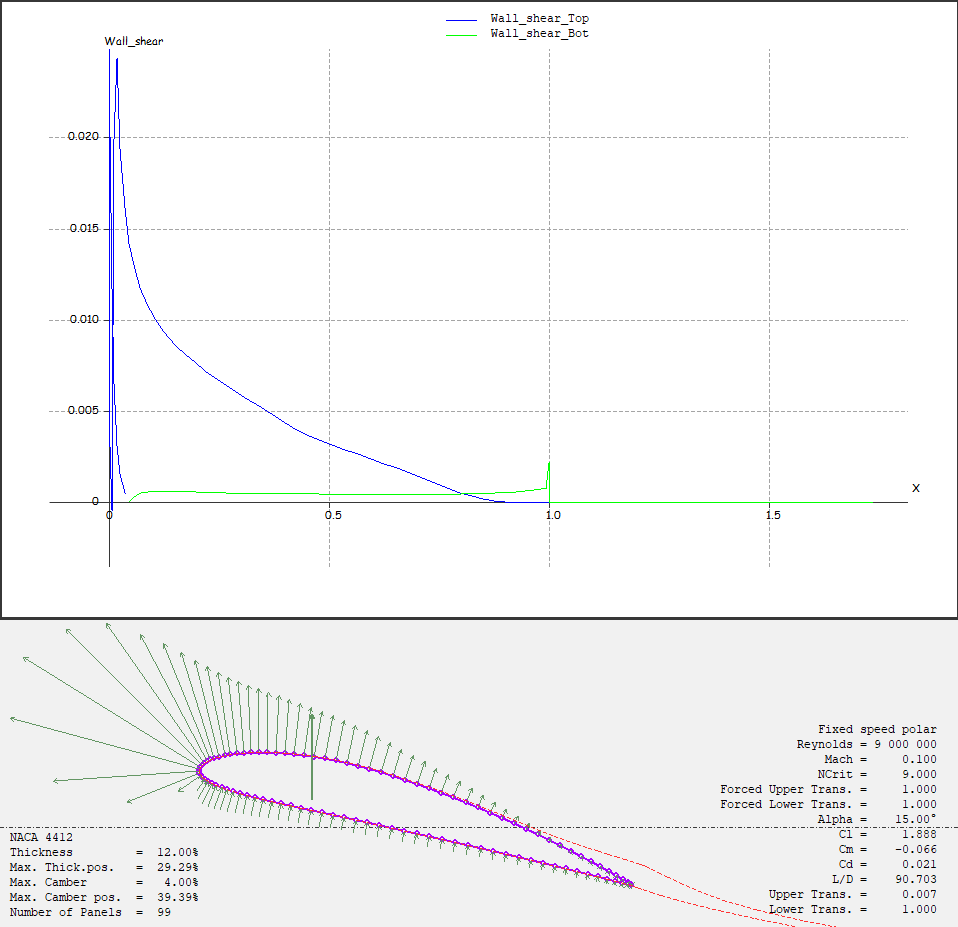 Wall_shear_Top
Wall_shear_Bot
Wall_shear
0.020
0.015
0.010
0.005
0
X
0
0.5
1.0
1.5
Fixed speed polar
Reynolds = 9 000 000
Mach = 0.100
NCrit = 9.000
Forced Upper Trans. = 1.000
Forced Lower Trans. = 1.000
Alpha = 15.00°
Cl = 1.888
Cm = -0.066
Cd = 0.021
L/D = 90.703
Upper Trans. = 0.007
Lower Trans. = 1.000
NACA 4412
Thickness = 12.00%
Max. Thick.pos. = 29.29%
Max. Camber = 4.00%
Max. Camber pos. = 39.39%
Number of Panels = 99